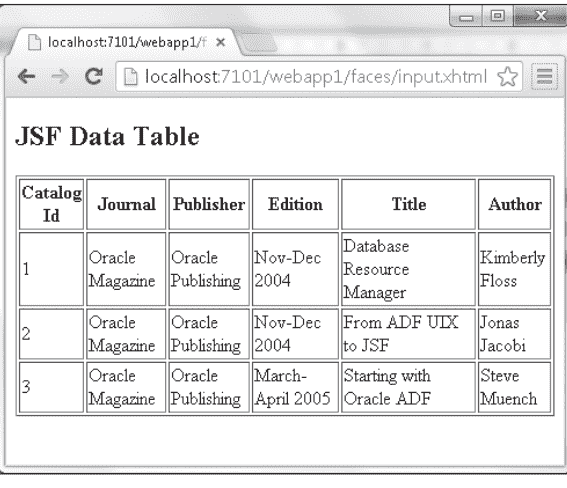 localhost:7101/webapp1/f
localhost:7101/webapp1/faces/input.xhtml
JSF Data Table
Catalog Id Journal Publisher Edition Title Author
1 Oracle Magazine Oracle Publishing Nov-Dec 2004 Database Resource Manager Kimberly Floss
2 Oracle Magazine Oracle Publishing Nov-Dec 2004 From ADF UIX to JSF Jonas Jacobi
3 Oracle Magazine Oracle Publishing March-April 2005 Starting with Oracle ADF Steve Muench